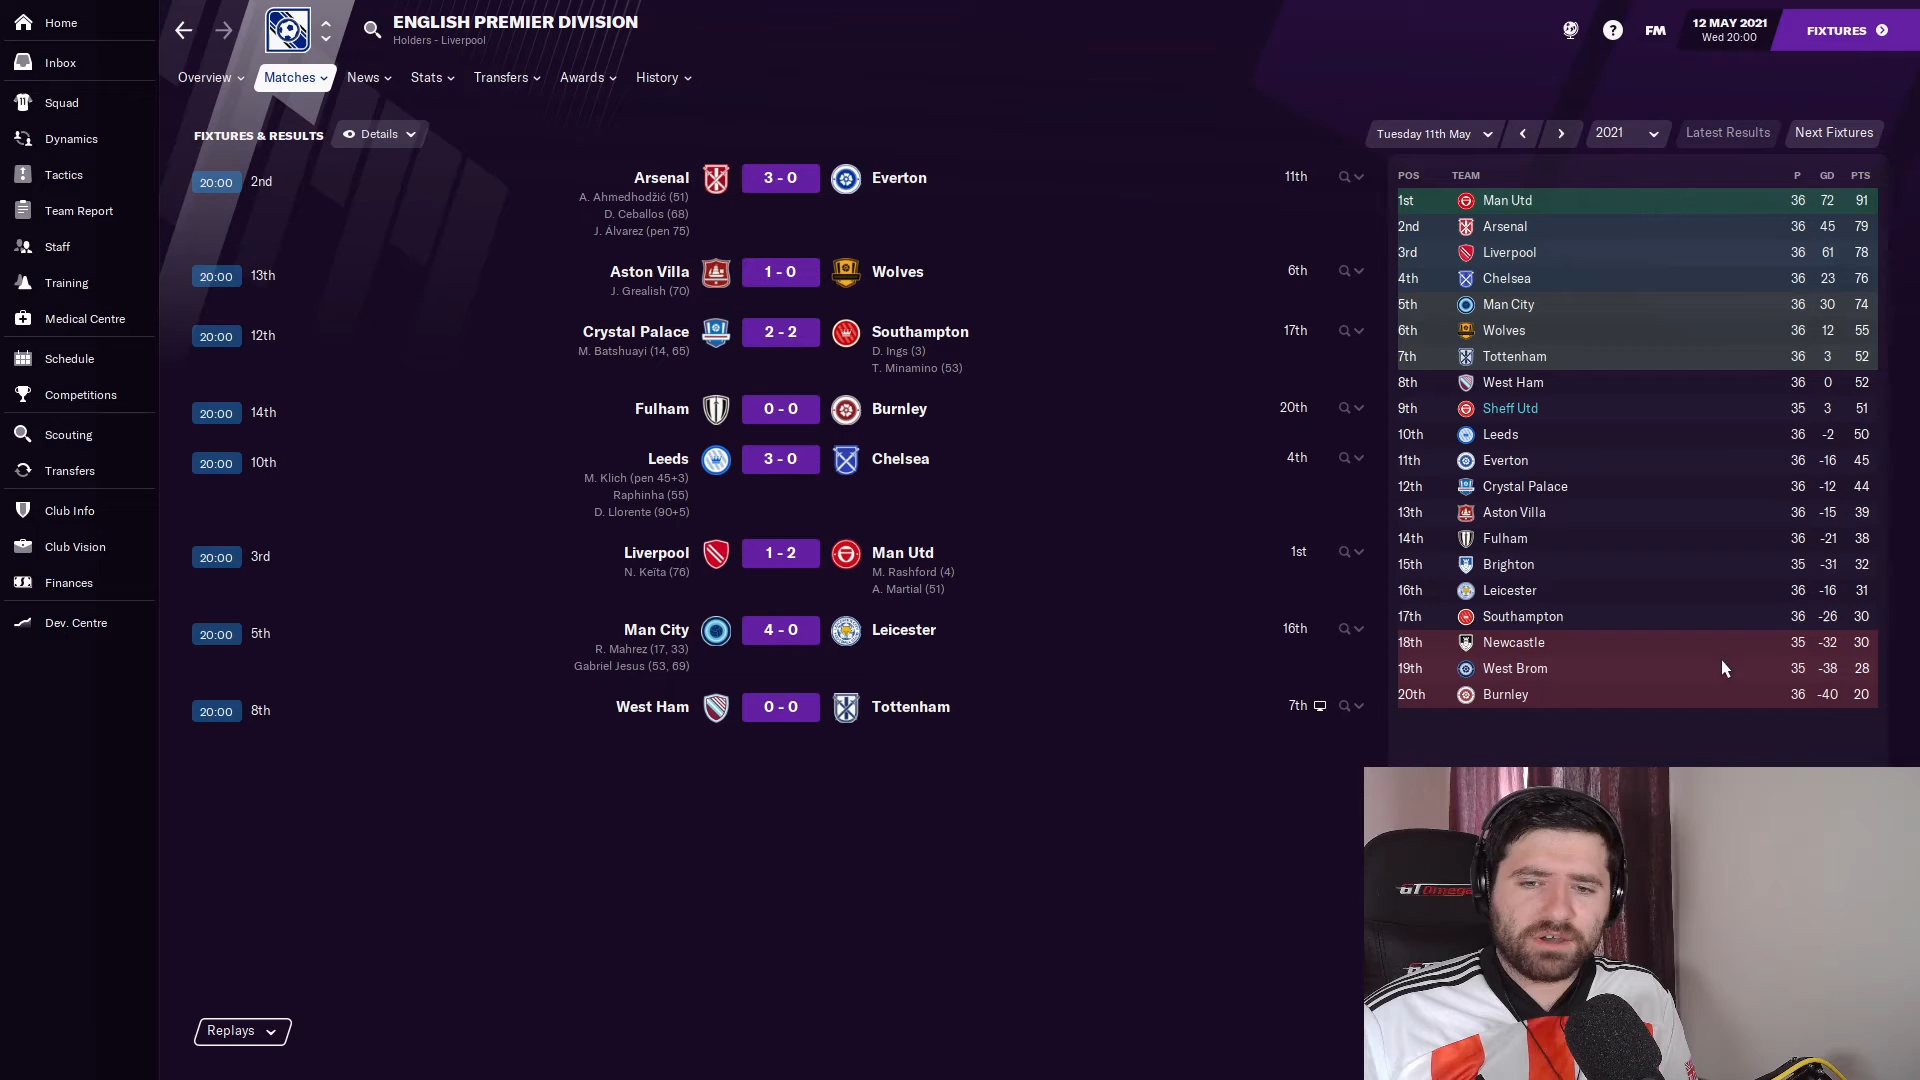 Home
Inbox
Squad
Dynamics
Tactics
Team Report
Staff
Training
Medical Centre
Schedule
Competitions
Scouting
Transfers
Club Info
Club Vision
Finances
Dev. Centre
ENGLISH PREMIER DIVISION
Holders - Liverpool
FM
12 MAY 2021
Wed 20:00
FIXTURES
Overview Matches News Stats Transfers Awards History
FIXTURES & RESULTS Details
Tuesday 11th May 2021 Latest Results Next Fixtures
20:00 2nd Arsenal 3 - 0 Everton 11th
A. Ahmedhodžić (51)
D. Ceballos (68)
J. Álvarez (pen 75)
20:00 13th Aston Villa 1 - 0 Wolves 6th
J. Grealish (70)
20:00 12th Crystal Palace 2 - 2 Southampton 17th
M. Batshuayi (14, 65) D. Ings (3)
T. Minamino (53)
20:00 14th Fulham 0 - 0 Burnley 20th
20:00 10th Leeds 3 - 0 Chelsea 4th
M. Klich (pen 45+3)
Raphinha (55)
D. Llorente (90+5)
20:00 3rd Liverpool 1 - 2 Man Utd 1st
N. Keïta (76) M. Rashford (4)
A. Martial (51)
20:00 5th Man City 4 - 0 Leicester 16th
R. Mahrez (17, 33)
Gabriel Jesus (53, 69)
20:00 8th West Ham 0 - 0 Tottenham 7th
Replays
POS TEAM P GD PTS
1st Man Utd 36 72 91
2nd Arsenal 36 45 79
3rd Liverpool 36 61 78
4th Chelsea 36 23 76
5th Man City 36 30 74
6th Wolves 36 12 55
7th Tottenham 36 3 52
8th West Ham 36 0 52
9th Sheff Utd 35 3 51
10th Leeds 36 -2 50
11th Everton 36 -16 45
12th Crystal Palace 36 -12 44
13th Aston Villa 36 -15 39
14th Fulham 36 -21 38
15th Brighton 35 -31 32
16th Leicester 36 -16 31
17th Southampton 36 -26 30
18th Newcastle 35 -32 30
19th West Brom 35 -38 28
20th Burnley 36 -40 20
GT Omega